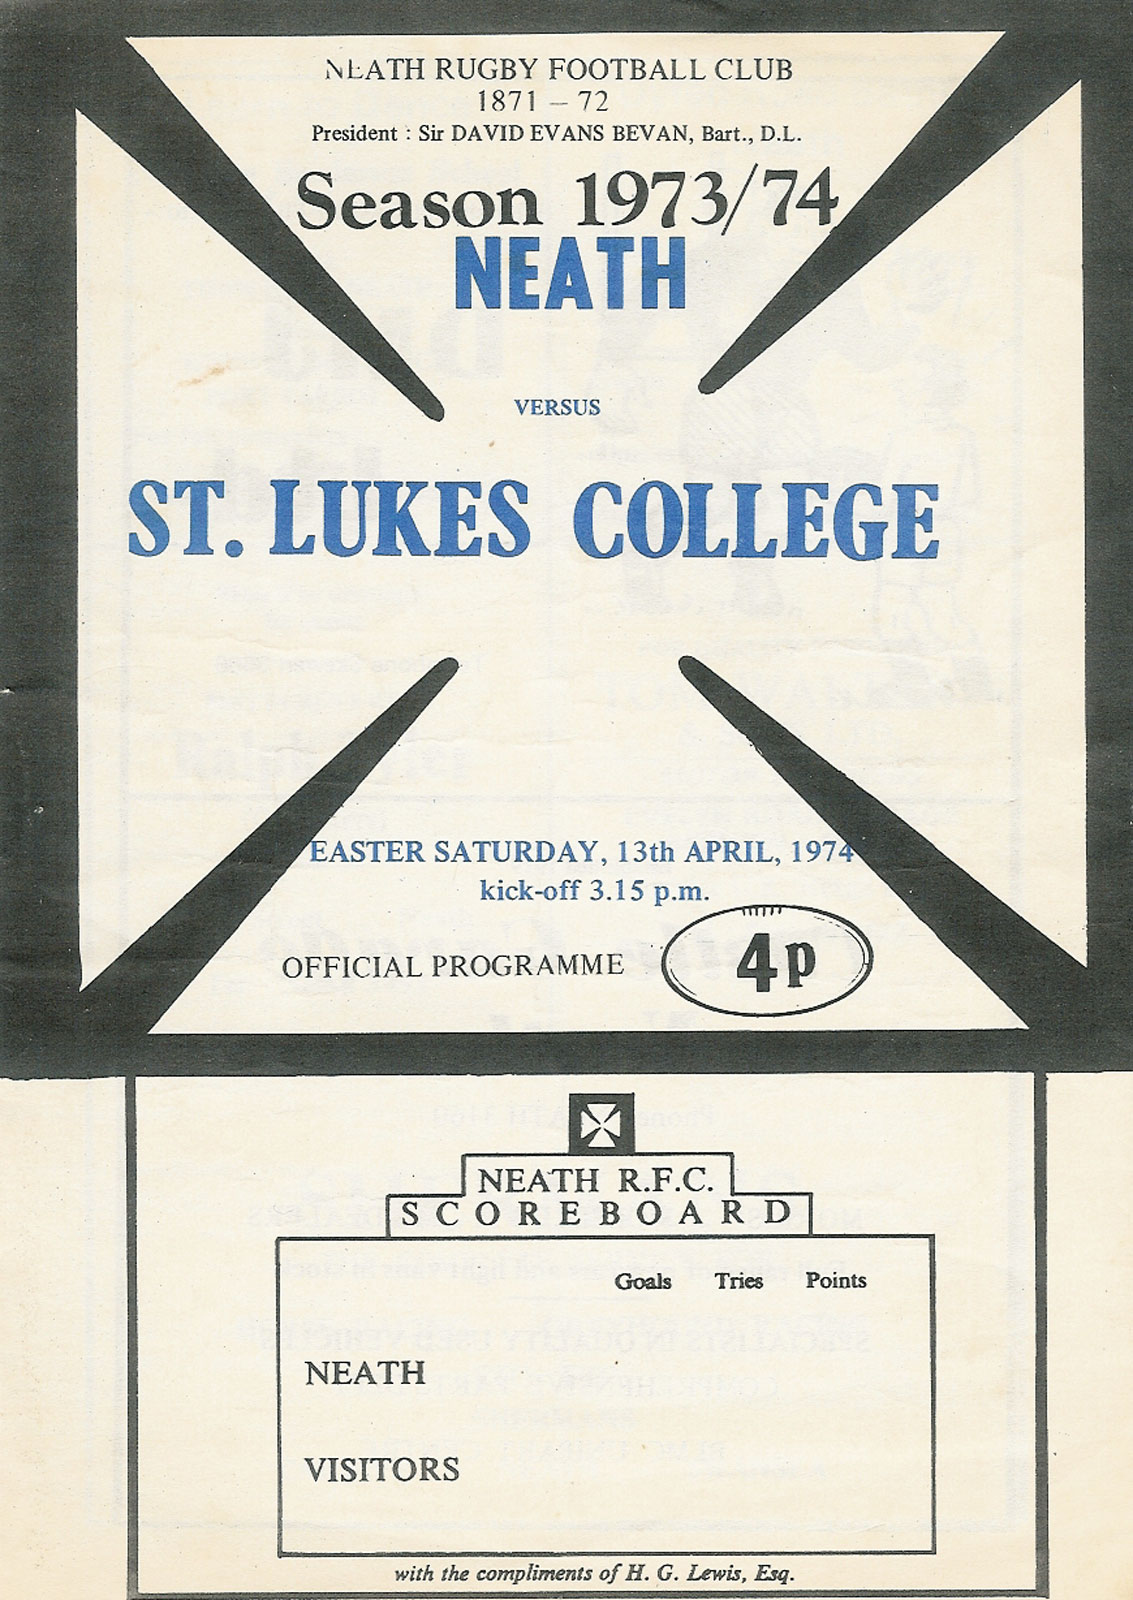 NEATH RUGBY FOOTBALL CLUB
1871 – 72
President : Sir DAVID EVANS BEVAN, Bart., D.L.
Season 1973/74
NEATH
VERSUS
ST. LUKES COLLEGE
EASTER SATURDAY, 13th APRIL, 1974
kick-off 3.15 p.m.
OFFICIAL PROGRAMME 4p
NEATH R.F.C.
SCOREBOARD
Goals Tries Points
NEATH
VISITORS
with the compliments of H. G. Lewis, Esq.